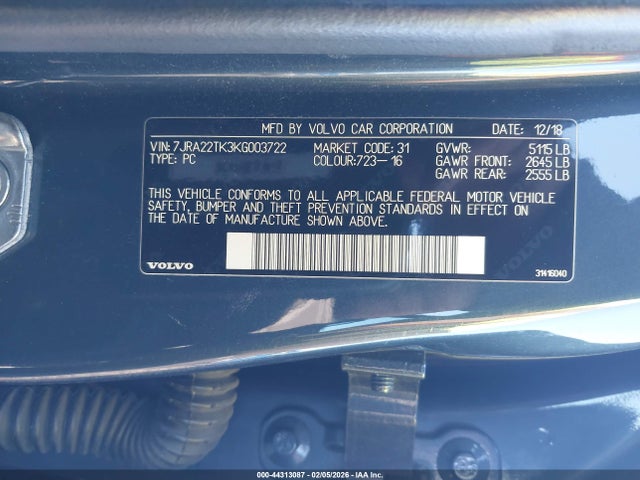 MFD BY VOLVO CAR CORPORATION DATE: 12/18
VIN: 7JRA22TK3KG003722 MARKET CODE: 31 GVWR: 5115 LB
TYPE: PC COLOUR:723-16 GAWR FRONT: 2645 LB
GAWR REAR: 2555 LB
THIS VEHICLE CONFORMS TO ALL APPLICABLE FEDERAL MOTOR VEHICLE
SAFETY, BUMPER AND THEFT PREVENTION STANDARDS IN EFFECT ON
THE DATE OF MANUFACTURE SHOWN ABOVE.
VOLVO 31416040
000-44313087 - 02/05/2026 - IAAI.COM